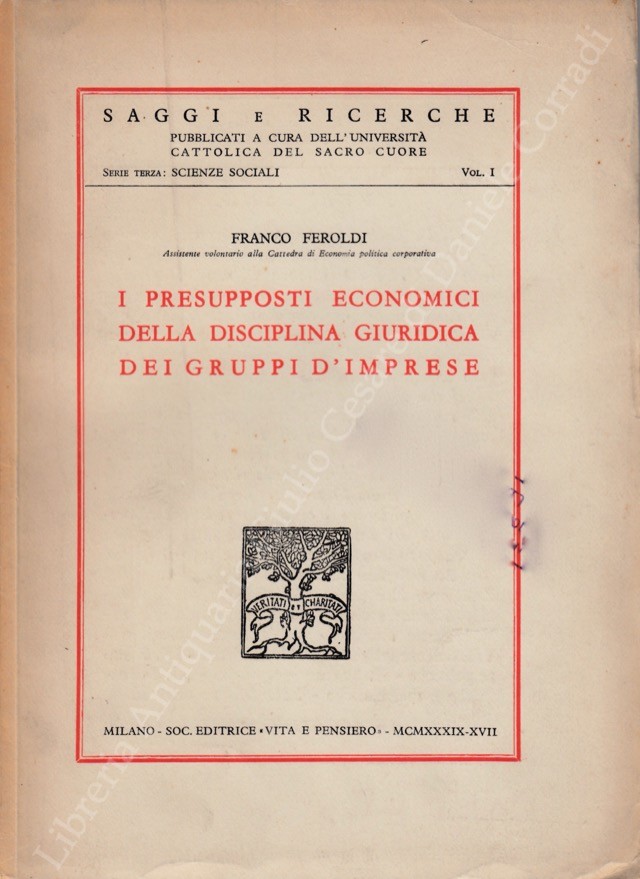 SAGGI E RICERCHE
PUBBLICATI A CURA DELL'UNIVERSITÀ
CATTOLICA DEL SACRO CUORE
SERIE TERZA: SCIENZE SOCIALI VOL. I
FRANCO FEROLDI
Assistente volontario alla Cattedra di Economia politica corporativa
I PRESUPPOSTI ECONOMICI
DELLA DISCIPLINA GIURIDICA
DEI GRUPPI D'IMPRESE
VERITATI ET CHARITATI
MILANO - SOC. EDITRICE «VITA E PENSIERO» - MCMXXXIX-XVII
Libreria Antiquaria Giulio Cesare di Daniele Corradi